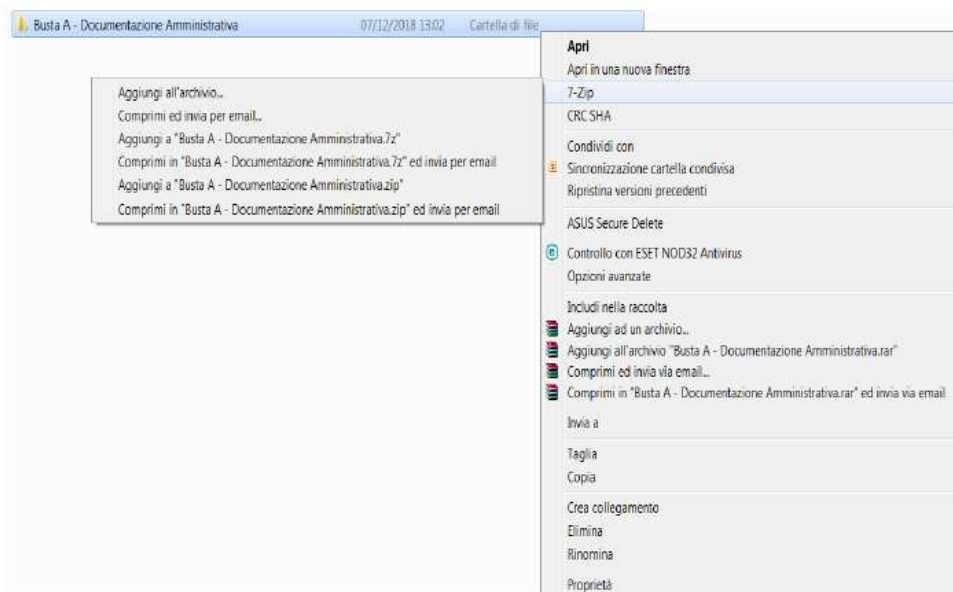 Busta A - Documentazione Amministrativa 07/12/2018 13:02 Cartella di file
Aggiungi all'archivio...
Comprimi ed invia per email...
Aggiungi a "Busta A - Documentazione Amministrativa.7z"
Comprimi in "Busta A - Documentazione Amministrativa.7z" ed invia per email
Aggiungi a "Busta A - Documentazione Amministrativa.zip"
Comprimi in "Busta A - Documentazione Amministrativa.zip" ed invia per email
Apri
Apri in una nuova finestra
7-Zip
CRC SHA
Condividi con
Sincronizzazione cartella condivisa
Ripristina versioni precedenti
ASUS Secure Delete
Controllo con ESET NOD32 Antivirus
Opzioni avanzate
Includi nella raccolta
Aggiungi ad un archivio...
Aggiungi all'archivio "Busta A - Documentazione Amministrativa.rar"
Comprimi ed invia via email...
Comprimi in "Busta A - Documentazione Amministrativa.rar" ed invia via email
Invia a
Taglia
Copia
Crea collegamento
Elimina
Rinomina
Proprietà